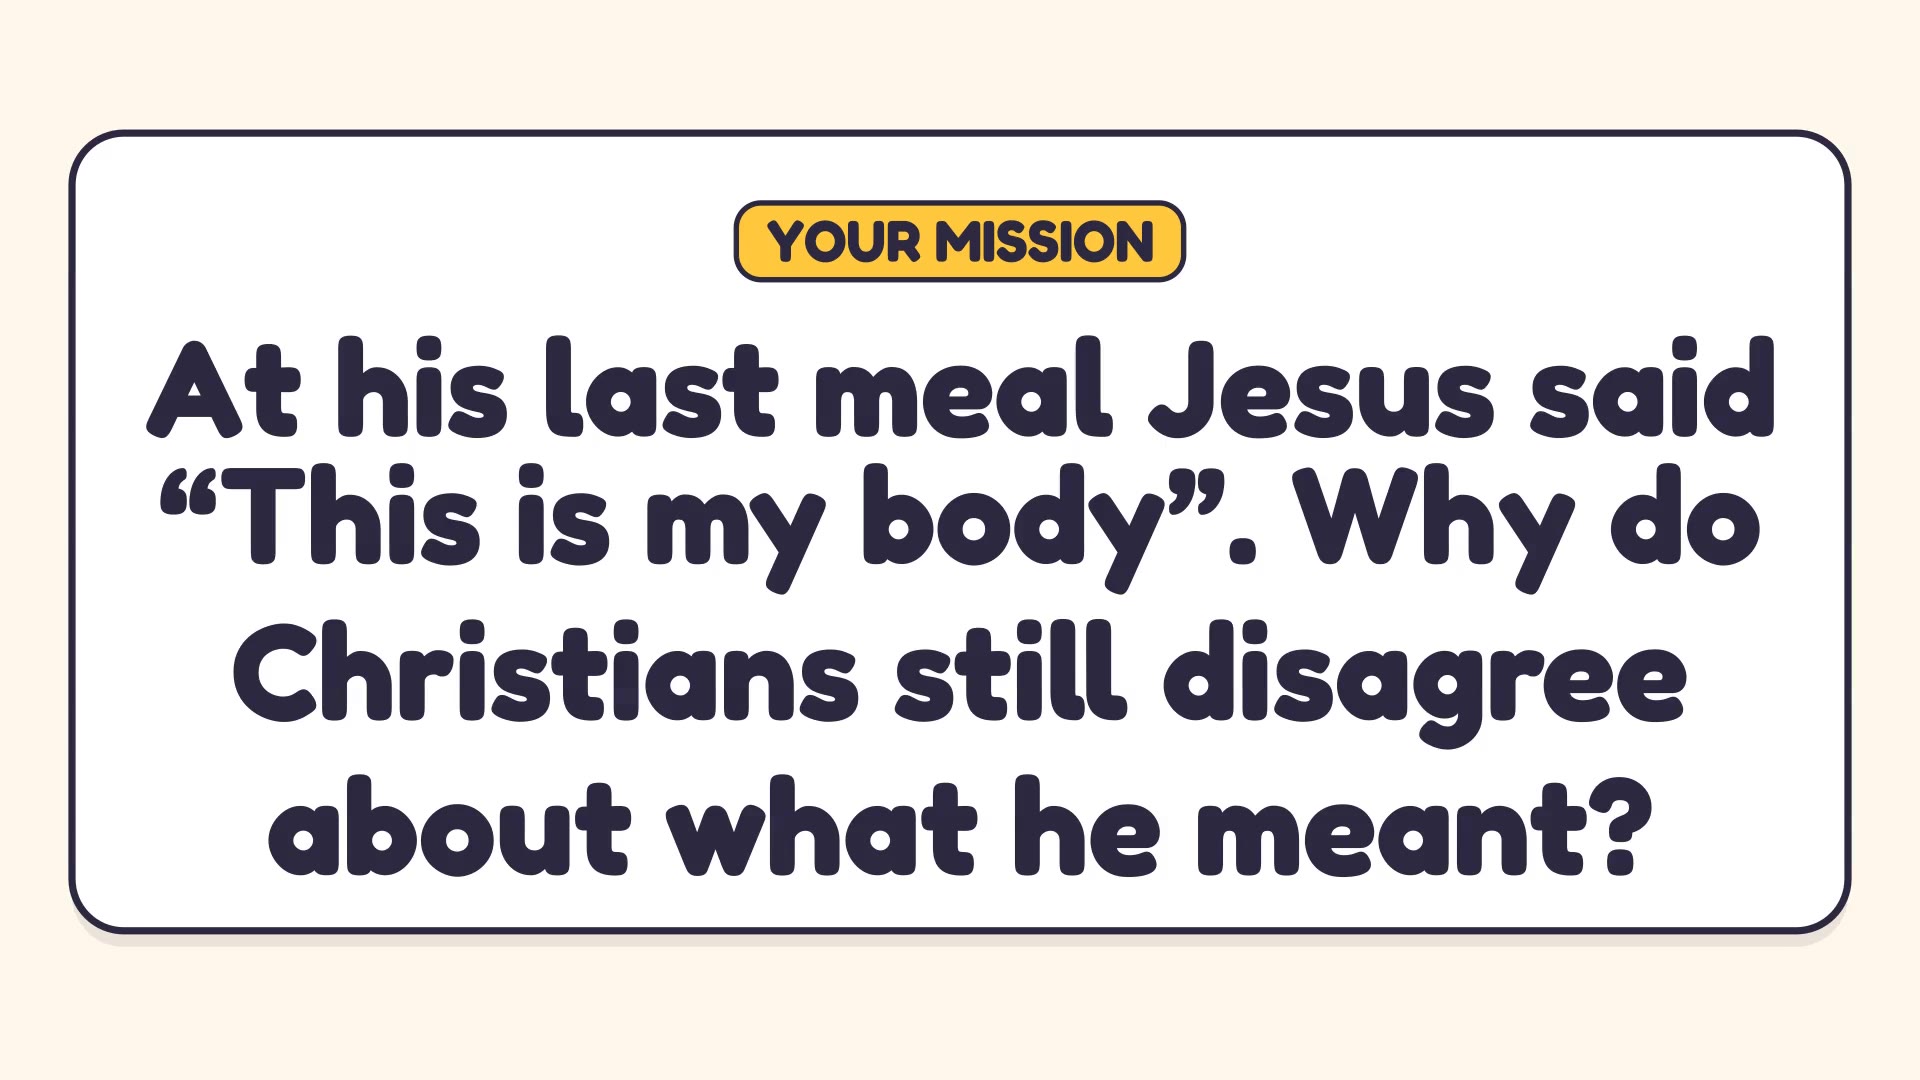 YOUR MISSION
At his last meal Jesus said
“This is my body”. Why do
Christians still disagree
about what he meant?